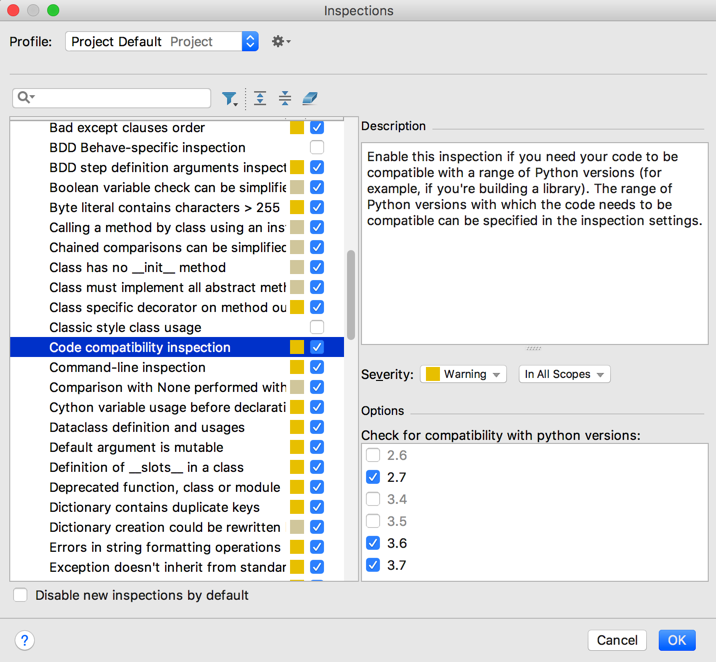 Inspections
Profile:
Project Default Project
Bad except clauses order
BDD Behave-specific inspection
BDD step definition arguments inspect
Boolean variable check can be simplifie
Byte literal contains characters > 255
Calling a method by class using an ins
Chained comparisons can be simplified
Class has no __init__ method
Class must implement all abstract meth
Class specific decorator on method ou
Classic style class usage
Code compatibility inspection
Command-line inspection
Comparison with None performed with
Cython variable usage before declarati
Dataclass definition and usages
Default argument is mutable
Definition of __slots__ in a class
Deprecated function, class or module
Dictionary contains duplicate keys
Dictionary creation could be rewritten
Errors in string formatting operations
Exception doesn't inherit from standar
Disable new inspections by default
Description
Enable this inspection if you need your code to be
compatible with a range of Python versions (for
example, if you're building a library). The range of
Python versions with which the code needs to be
compatible can be specified in the inspection settings.
Severity:
Warning
In All Scopes
Options
Check for compatibility with python versions:
2.6
2.7
3.4
3.5
3.6
3.7
?
Cancel
OK